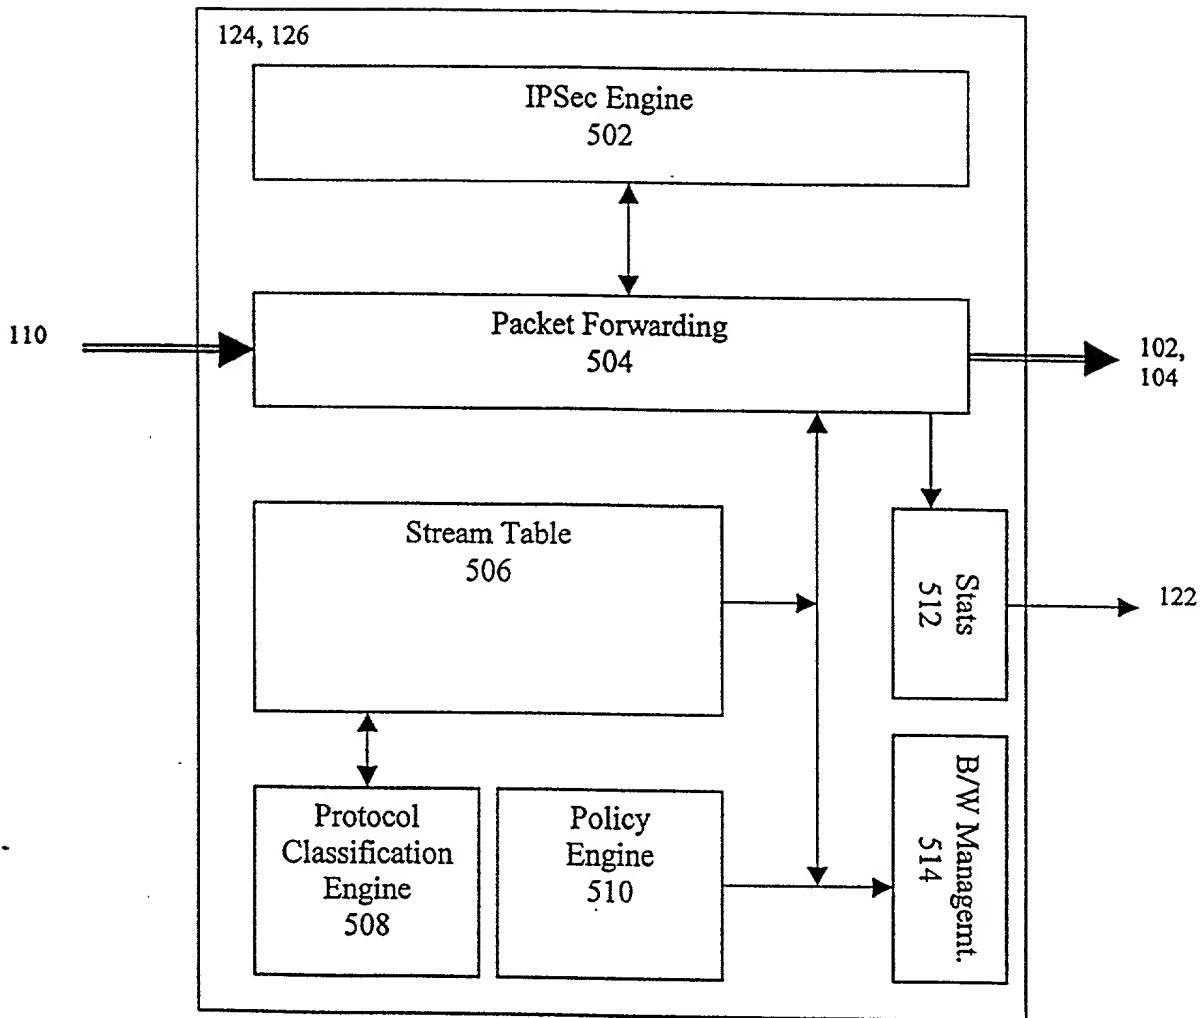 124, 126
IPSec Engine
502
110
Packet Forwarding
504
102,
104
Stream Table
506
Stats
512
122
Protocol
Classification
Engine
508
Policy
Engine
510
B/W Managemt.
514